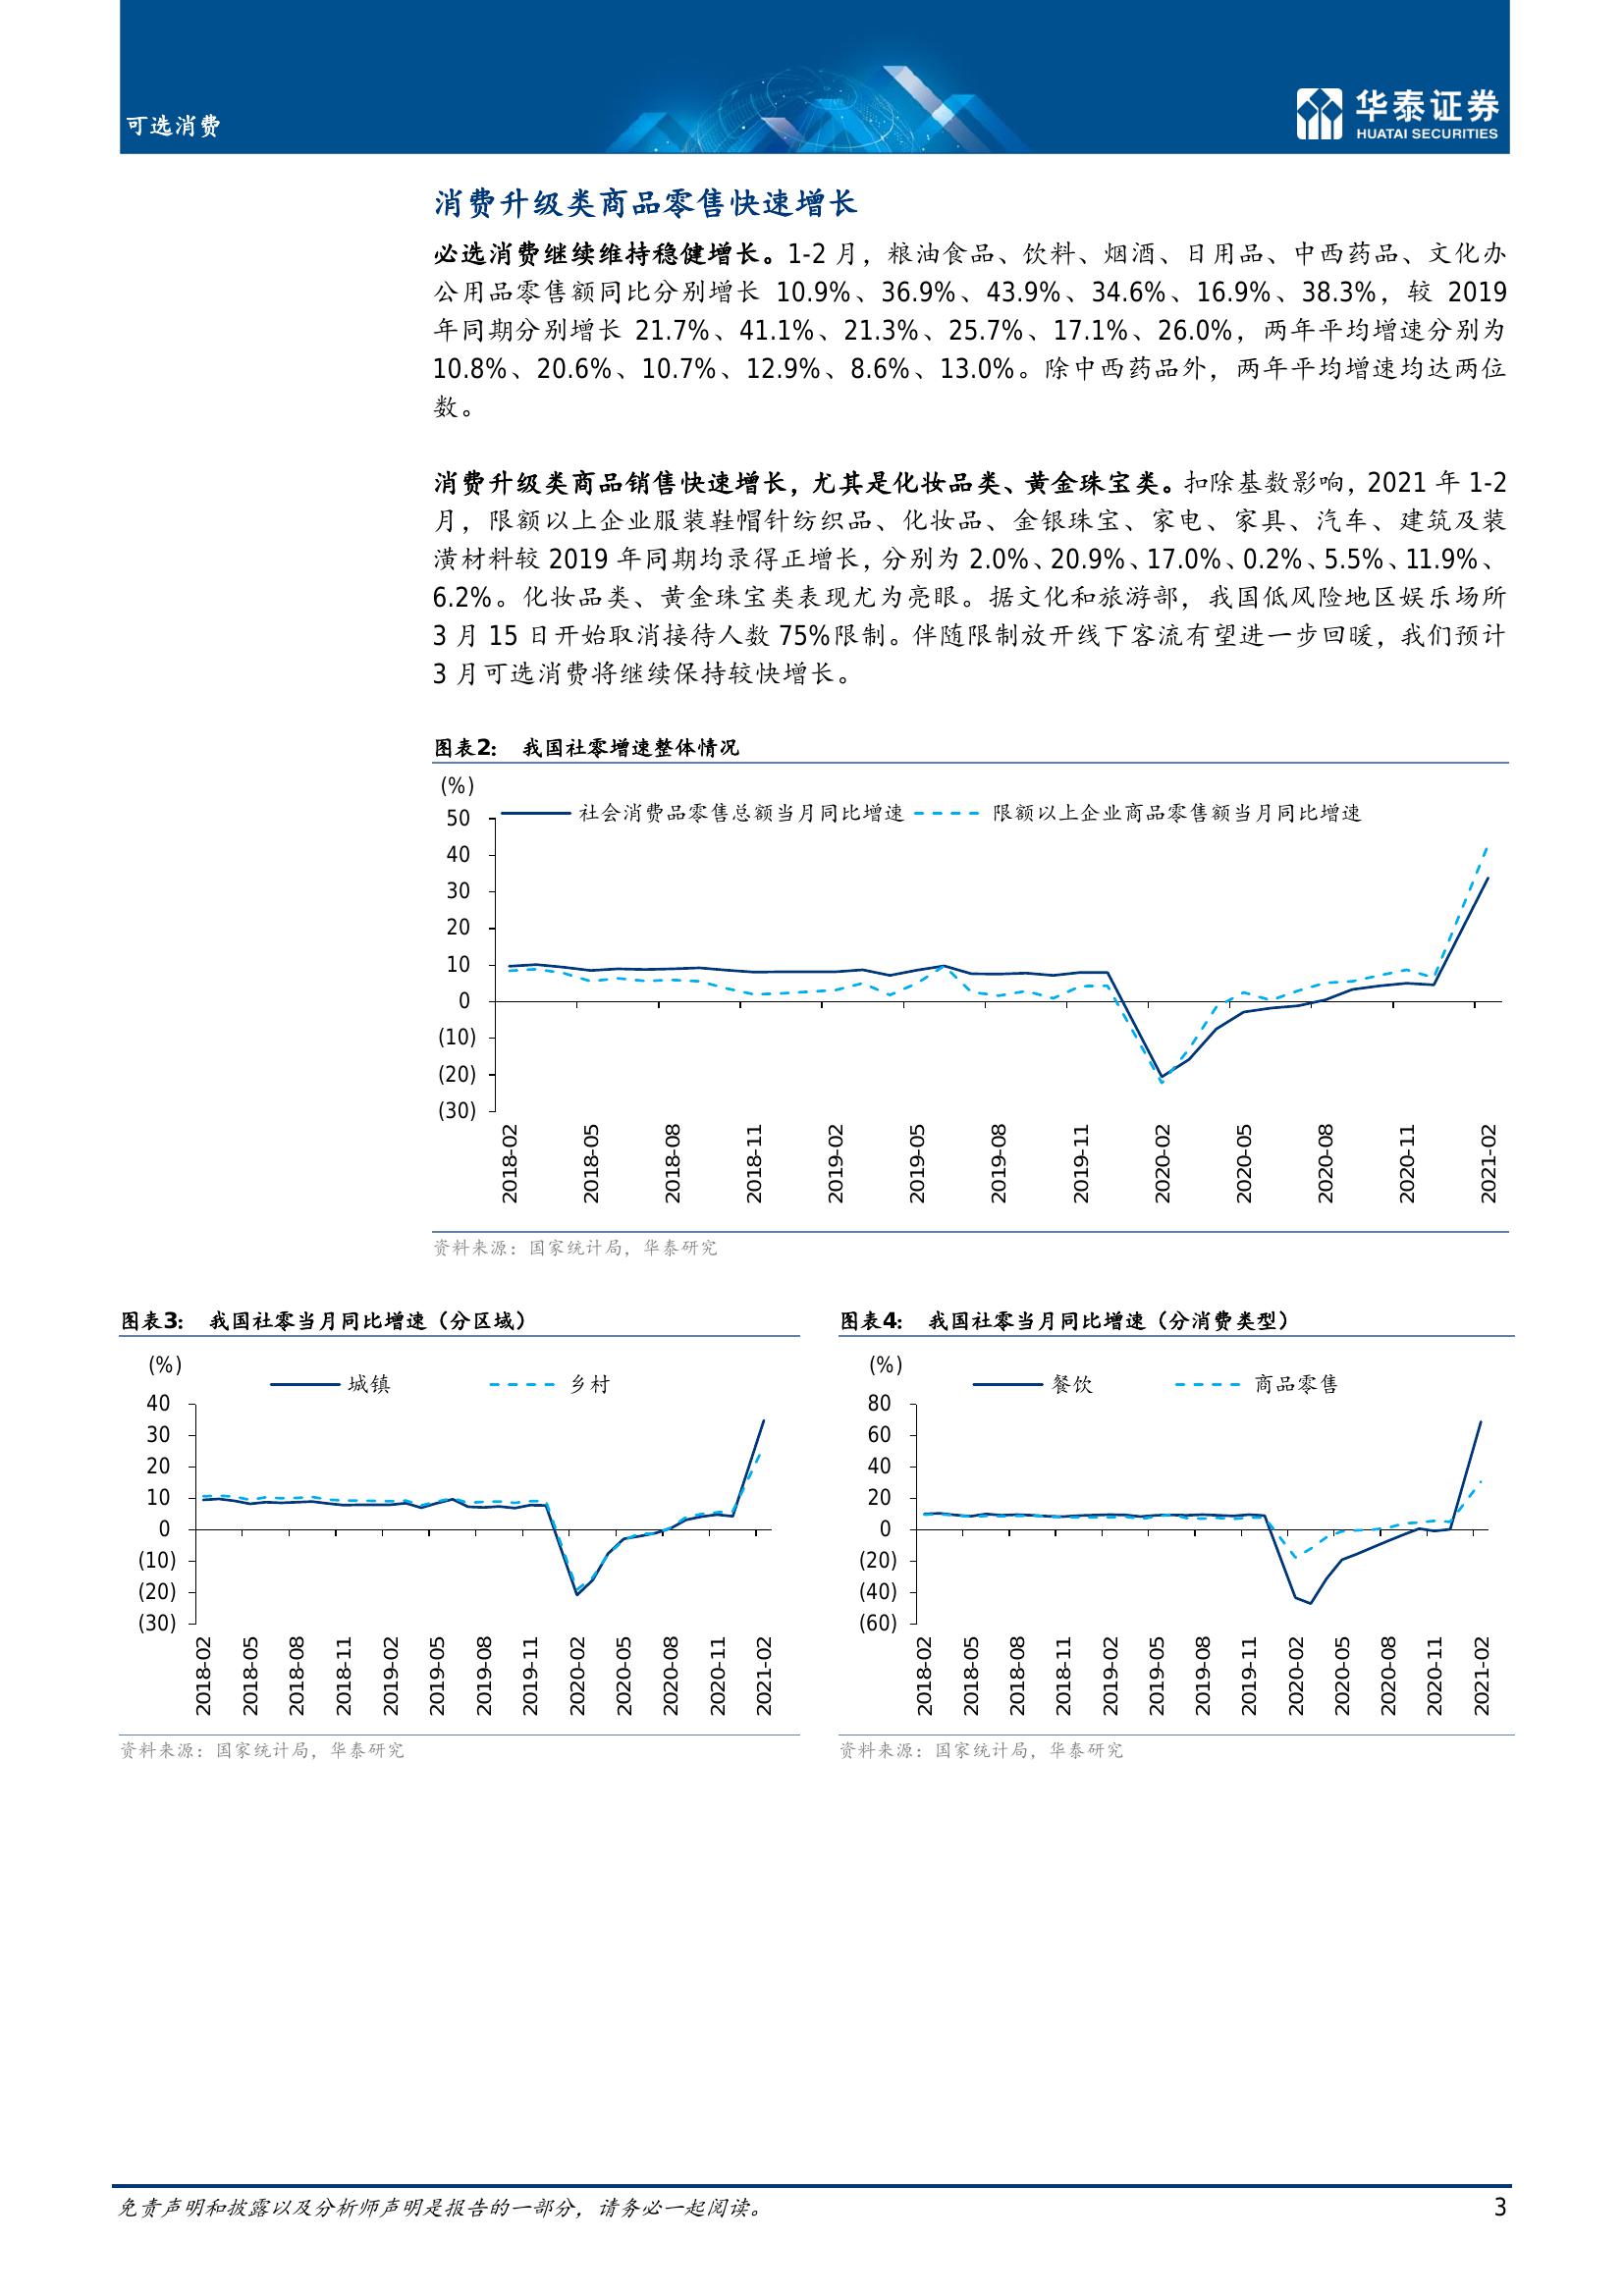 可选消费
华泰证券
HUATAI SECURITIES
消费升级类商品零售快速增长
必选消费继续维持稳健增长。1-2 月，粮油食品、饮料、烟酒、日用品、中西药品、文化办
公用品零售额同比分别增长 10.9%、36.9%、43.9%、34.6%、16.9%、38.3%，较 2019
年同期分别增长 21.7%、41.1%、21.3%、25.7%、17.1%、26.0%，两年平均增速分别为
10.8%、20.6%、10.7%、12.9%、8.6%、13.0%。除中西药品外，两年平均增速均达两位
数。
消费升级类商品销售快速增长，尤其是化妆品类、黄金珠宝类。扣除基数影响，2021 年 1-2
月，限额以上企业服装鞋帽针纺织品、化妆品、金银珠宝、家电、家具、汽车、建筑及装
潢材料较 2019 年同期均录得正增长，分别为 2.0%、20.9%、17.0%、0.2%、5.5%、11.9%、
6.2%。化妆品类、黄金珠宝类表现尤为亮眼。据文化和旅游部，我国低风险地区娱乐场所
3 月 15 日开始取消接待人数 75%限制。伴随限制放开线下客流有望进一步回暖，我们预计
3 月可选消费将继续保持较快增长。
图表2： 我国社零增速整体情况
(%)
社会消费品零售总额当月同比增速 限额以上企业商品零售额当月同比增速
50
40
30
20
10
0
(10)
(20)
(30)
2018-02 2018-05 2018-08 2018-11 2019-02 2019-05 2019-08 2019-11 2020-02 2020-05 2020-08 2020-11 2021-02
资料来源：国家统计局，华泰研究
图表3： 我国社零当月同比增速（分区域）
(%)
城镇 乡村
40
30
20
10
0
(10)
(20)
(30)
2018-02 2018-05 2018-08 2018-11 2019-02 2019-05 2019-08 2019-11 2020-02 2020-05 2020-08 2020-11 2021-02
资料来源：国家统计局，华泰研究
图表4： 我国社零当月同比增速（分消费类型）
(%)
餐饮 商品零售
80
60
40
20
0
(20)
(40)
(60)
2018-02 2018-05 2018-08 2018-11 2019-02 2019-05 2019-08 2019-11 2020-02 2020-05 2020-08 2020-11 2021-02
资料来源：国家统计局，华泰研究
免责声明和披露以及分析师声明是报告的一部分，请务必一起阅读。
3